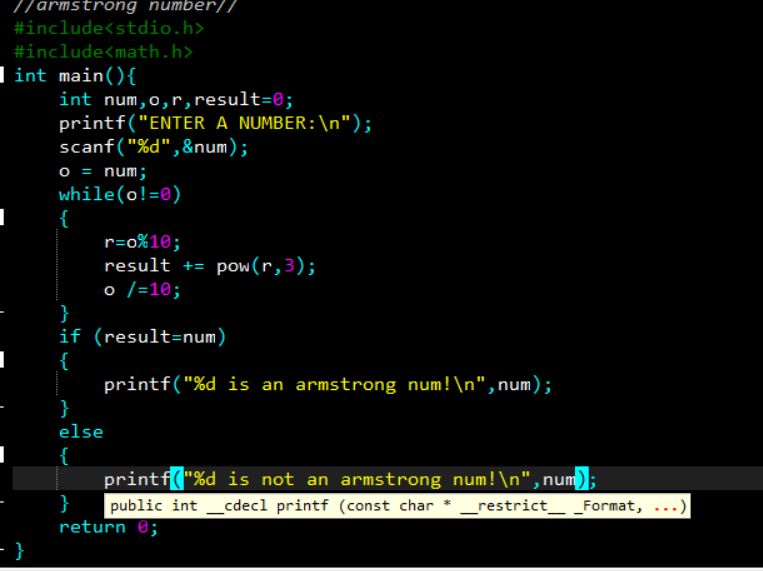 //armstrong number//
#include<stdio.h>
#include<math.h>
int main(){
    int num,o,r,result=0;
    printf("ENTER A NUMBER:\n");
    scanf("%d",&num);
    o = num;
    while(o!=0)
    {
        r=o%10;
        result += pow(r,3);
        o /=10;
    }
    if (result=num)
    {
        printf("%d is an armstrong num!\n",num);
    }
    else
    {
        printf("%d is not an armstrong num!\n",num);
    }
public int __cdecl printf (const char * __restrict__ _Format, ...)
    return 0;
}